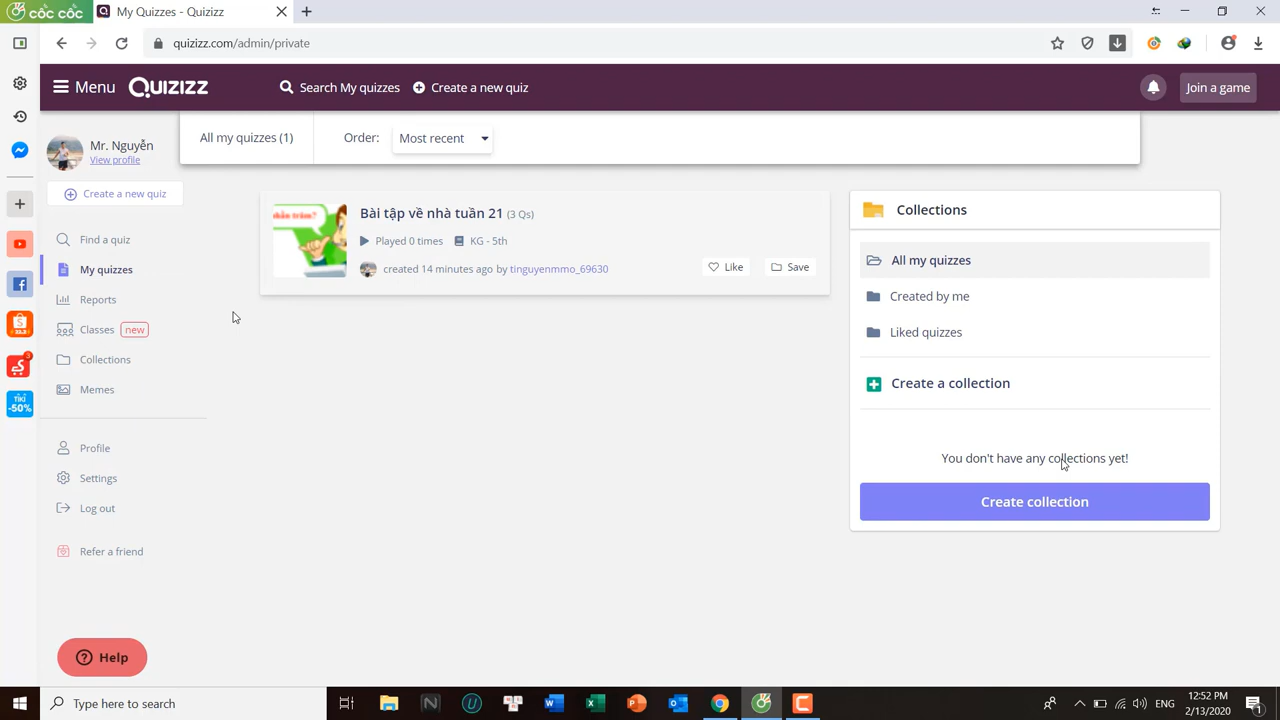 cốc cốc
My Quizzes - Quizizz
quizizz.com/admin/private
Menu
QUIZIZZ
Search My quizzes
Create a new quiz
Join a game
Mr. Nguyễn
View profile
Create a new quiz
Find a quiz
My quizzes
Reports
Classes new
Collections
Memes
Profile
Settings
Log out
Refer a friend
Help
All my quizzes (1)
Order:
Most recent
Bài tập về nhà tuần 21 (3 Qs)
Played 0 times
KG - 5th
created 14 minutes ago by tinguyenmmo_69630
Like
Save
Collections
All my quizzes
Created by me
Liked quizzes
Create a collection
You don't have any collections yet!
Create collection
3
TIKI
-50%
Type here to search
ENG
12:52 PM
2/13/2020